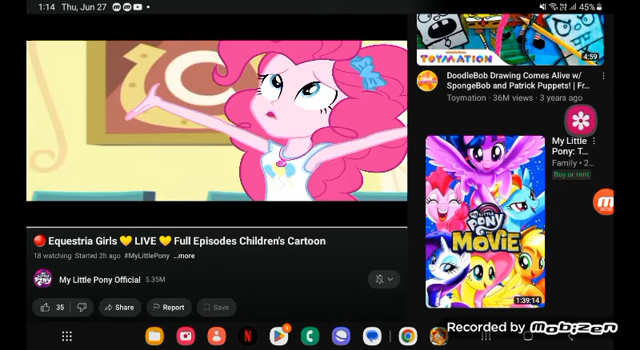 1:14 Thu, Jun 27
45%
TOYMATION
4:59
DoodleBob Drawing Comes Alive w/
SpongeBob and Patrick Puppets! | Fr...
Toymation · 36M views · 3 years ago
My Little
Pony: T...
Family • 2...
Buy or rent
MY LITTLE
PONY
THE MOVIE
1:39:14
🔴 Equestria Girls 💛 LIVE 💛 Full Episodes Children's Cartoon
18 watching Started 2h ago #MyLittlePony ...more
My Little Pony Official 5.35M
35
Share
Report
Save
Recorded by mobizen